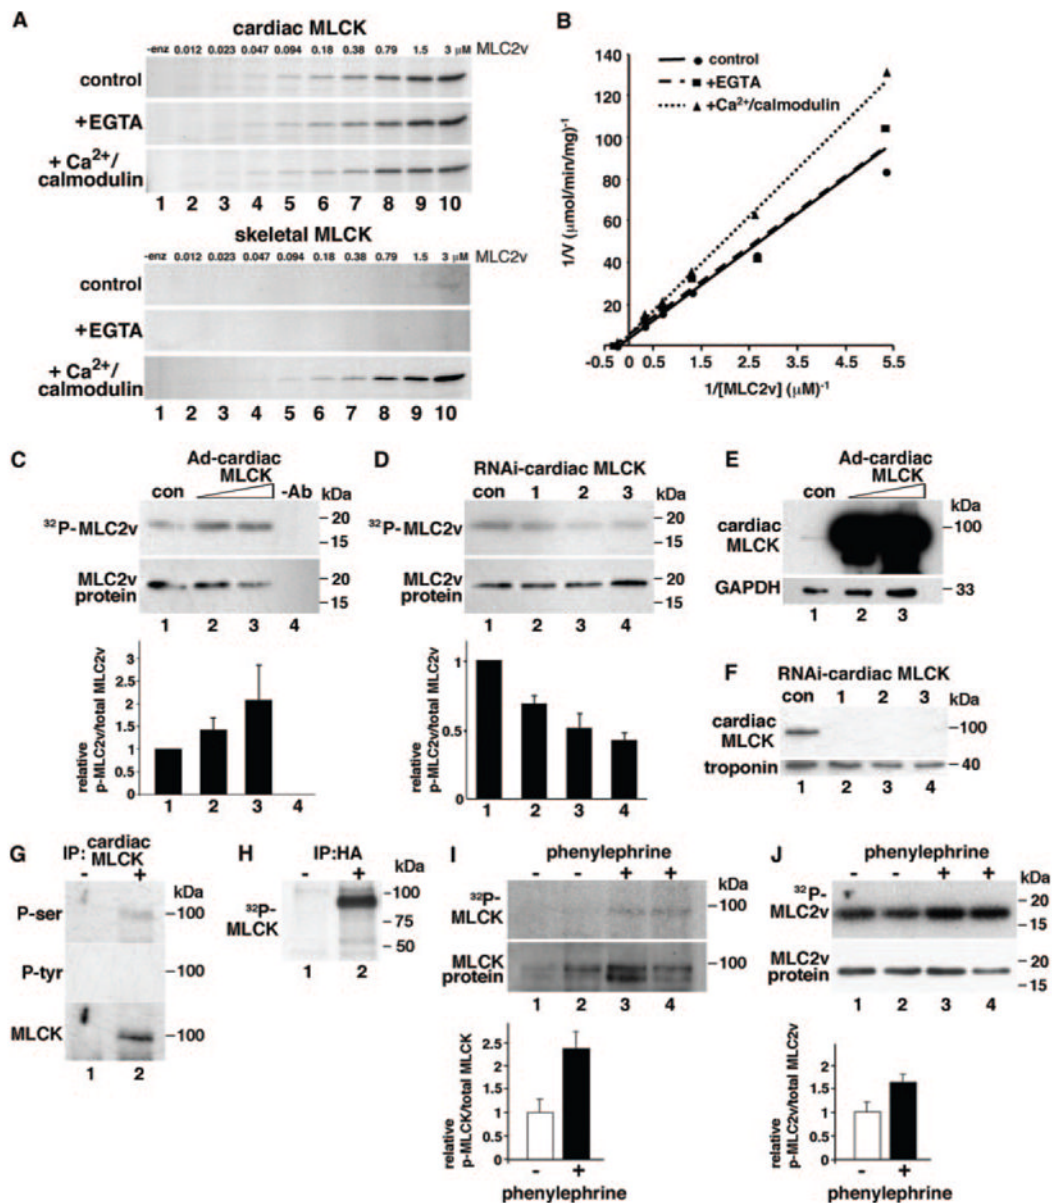 A
cardiac MLCK
-enz 0.012 0.023 0.047 0.094 0.18 0.38 0.79 1.5 3 μM MLC2v
control
+EGTA
+ Ca2+/
calmodulin
1 2 3 4 5 6 7 8 9 10
skeletal MLCK
-enz 0.012 0.023 0.047 0.094 0.18 0.38 0.79 1.5 3 μM MLC2v
control
+EGTA
+ Ca2+/
calmodulin
1 2 3 4 5 6 7 8 9 10
B
140
120
100
80
60
40
20
1/V (μmol/min/mg)-1
control
+EGTA
+Ca2+/calmodulin
-0.5 0 0.5 1.5 2.5 3.5 4.5 5.5
1/[MLC2v] (μM)-1
C
Ad-cardiac
MLCK
con -Ab kDa
32P-MLC2v
20
15
MLC2v
protein
20
15
1 2 3 4
relative
p-MLC2v/total MLC2v
3
2.5
2
1.5
1
0.5
0
1 2 3 4
D
RNAi-cardiac MLCK
con 1 2 3 kDa
32P-MLC2v
20
15
MLC2v
protein
20
15
1 2 3 4
relative
p-MLC2v/total MLC2v
1
0.5
0
1 2 3 4
E
Ad-cardiac
MLCK
con kDa
cardiac
MLCK
100
GAPDH
33
1 2 3
F
RNAi-cardiac MLCK
con 1 2 3 kDa
cardiac
MLCK
100
troponin
40
1 2 3 4
G
IP: cardiac
MLCK
- + kDa
P-ser
100
P-tyr
100
MLCK
100
1 2
H
IP:HA
- + kDa
32P-
MLCK
100
75
50
1 2
I
phenylephrine
- - + + kDa
32P-
MLCK
100
MLCK
protein
100
1 2 3 4
relative
p-MLCK/total MLCK
2.5
2
1.5
1
0.5
0
- +
phenylephrine
J
phenylephrine
- - + + kDa
32P-
MLC2v
20
15
MLC2v
protein
20
15
1 2 3 4
relative
p-MLC2v/total MLC2v
2
1.5
1
0.5
0
- +
phenylephrine